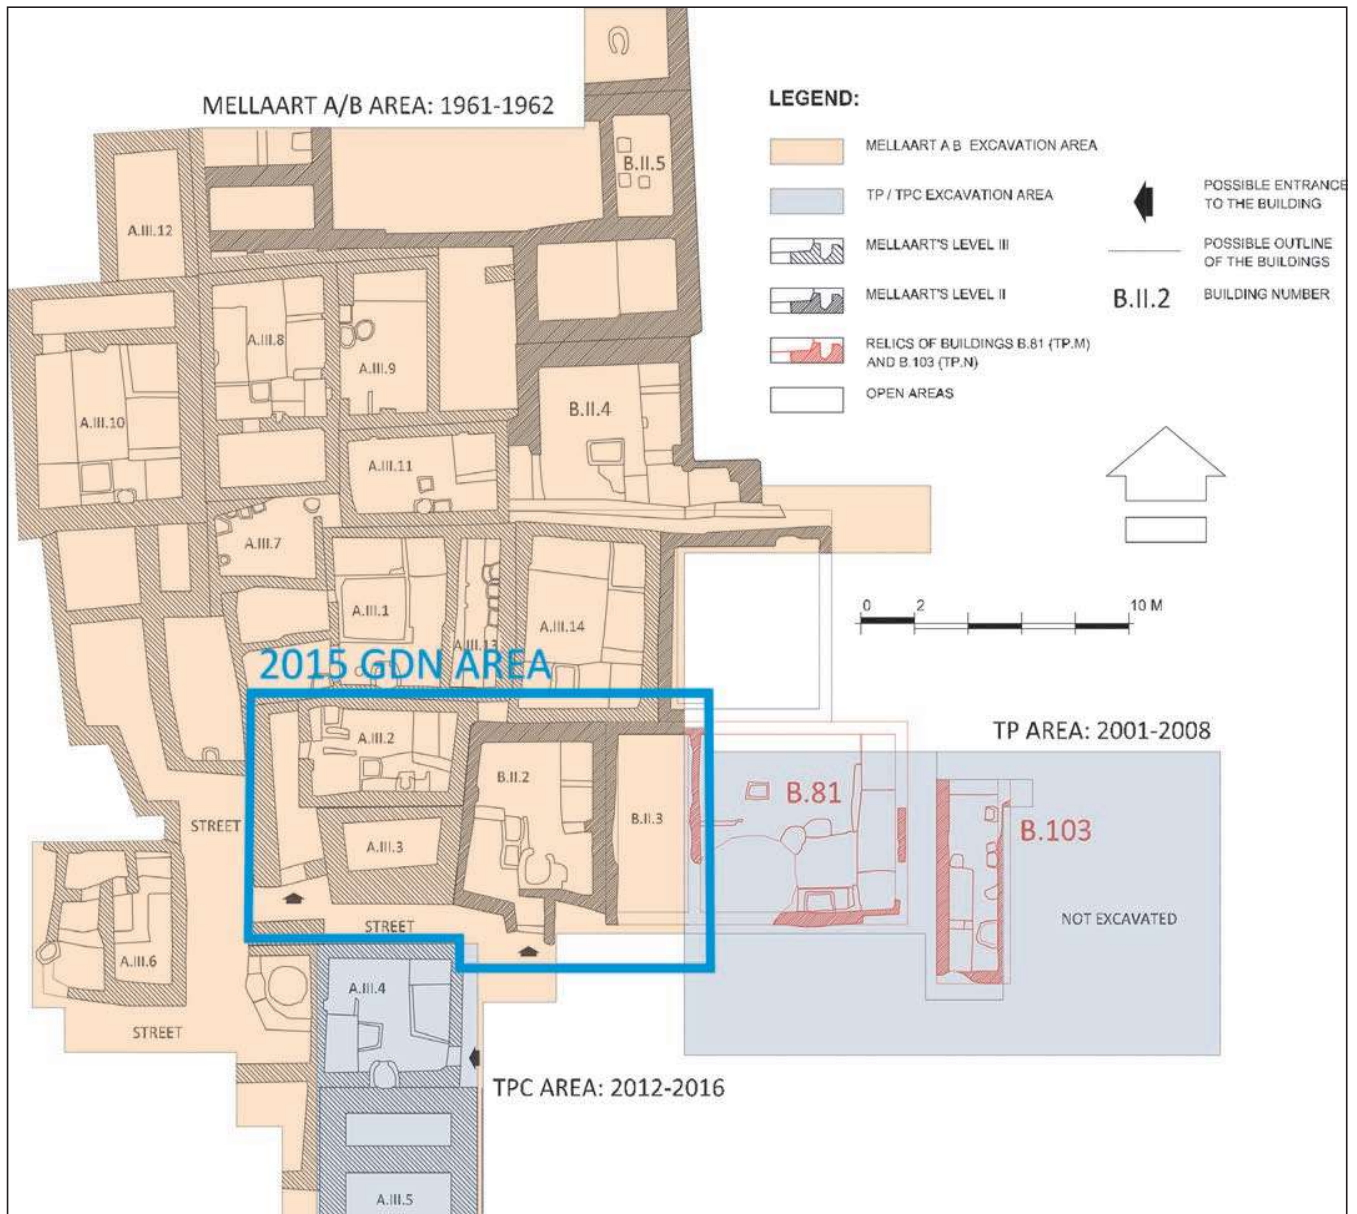 MELLAART A/B AREA: 1961-1962
LEGEND:
MELLAART A B EXCAVATION AREA
TP / TPC EXCAVATION AREA
MELLAART'S LEVEL III
MELLAART'S LEVEL II
RELICS OF BUILDINGS B.81 (TP.M)
AND B.103 (TP.N)
OPEN AREAS
POSSIBLE ENTRANCE
TO THE BUILDING
POSSIBLE OUTLINE
OF THE BUILDINGS
B.II.2
BUILDING NUMBER
B.II.5
A.III.12
A.III.8
A.III.9
A.III.10
B.II.4
A.III.11
A.III.7
A.III.1
A.III.13
A.III.14
0 2 10 M
2015 GDN AREA
A.III.2
B.II.2
B.II.3
A.III.3
STREET
STREET
TP AREA: 2001-2008
B.81
B.103
NOT EXCAVATED
A.III.6
STREET
A.III.4
TPC AREA: 2012-2016
A.III.5